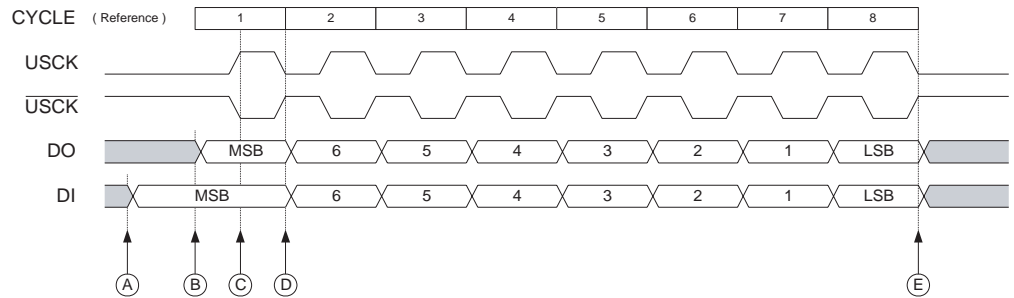 CYCLE ( Reference ) 1 2 3 4 5 6 7 8
USCK
USCK
DO MSB 6 5 4 3 2 1 LSB
DI MSB 6 5 4 3 2 1 LSB
A B C D E